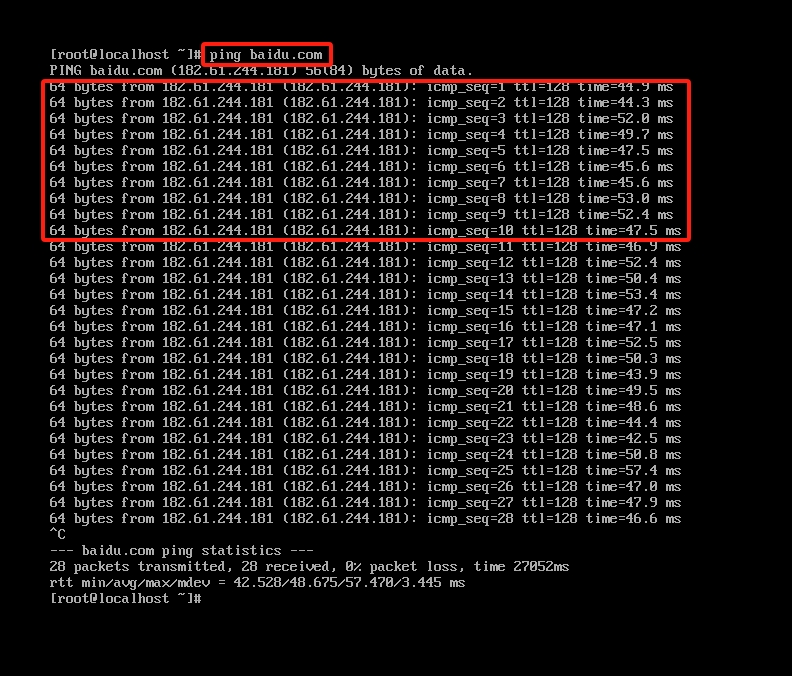 [root@localhost ~]# ping baidu.com
PING baidu.com (182.61.244.181) 56(84) bytes of data.
64 bytes from 182.61.244.181 (182.61.244.181): icmp_seq=1 ttl=128 time=44.9 ms
64 bytes from 182.61.244.181 (182.61.244.181): icmp_seq=2 ttl=128 time=44.3 ms
64 bytes from 182.61.244.181 (182.61.244.181): icmp_seq=3 ttl=128 time=52.0 ms
64 bytes from 182.61.244.181 (182.61.244.181): icmp_seq=4 ttl=128 time=49.7 ms
64 bytes from 182.61.244.181 (182.61.244.181): icmp_seq=5 ttl=128 time=47.5 ms
64 bytes from 182.61.244.181 (182.61.244.181): icmp_seq=6 ttl=128 time=45.6 ms
64 bytes from 182.61.244.181 (182.61.244.181): icmp_seq=7 ttl=128 time=45.6 ms
64 bytes from 182.61.244.181 (182.61.244.181): icmp_seq=8 ttl=128 time=53.0 ms
64 bytes from 182.61.244.181 (182.61.244.181): icmp_seq=9 ttl=128 time=52.4 ms
64 bytes from 182.61.244.181 (182.61.244.181): icmp_seq=10 ttl=128 time=47.5 ms
64 bytes from 182.61.244.181 (182.61.244.181): icmp_seq=11 ttl=128 time=46.9 ms
64 bytes from 182.61.244.181 (182.61.244.181): icmp_seq=12 ttl=128 time=52.4 ms
64 bytes from 182.61.244.181 (182.61.244.181): icmp_seq=13 ttl=128 time=50.4 ms
64 bytes from 182.61.244.181 (182.61.244.181): icmp_seq=14 ttl=128 time=53.4 ms
64 bytes from 182.61.244.181 (182.61.244.181): icmp_seq=15 ttl=128 time=47.2 ms
64 bytes from 182.61.244.181 (182.61.244.181): icmp_seq=16 ttl=128 time=47.1 ms
64 bytes from 182.61.244.181 (182.61.244.181): icmp_seq=17 ttl=128 time=52.5 ms
64 bytes from 182.61.244.181 (182.61.244.181): icmp_seq=18 ttl=128 time=50.3 ms
64 bytes from 182.61.244.181 (182.61.244.181): icmp_seq=19 ttl=128 time=43.9 ms
64 bytes from 182.61.244.181 (182.61.244.181): icmp_seq=20 ttl=128 time=49.5 ms
64 bytes from 182.61.244.181 (182.61.244.181): icmp_seq=21 ttl=128 time=48.6 ms
64 bytes from 182.61.244.181 (182.61.244.181): icmp_seq=22 ttl=128 time=44.4 ms
64 bytes from 182.61.244.181 (182.61.244.181): icmp_seq=23 ttl=128 time=42.5 ms
64 bytes from 182.61.244.181 (182.61.244.181): icmp_seq=24 ttl=128 time=50.8 ms
64 bytes from 182.61.244.181 (182.61.244.181): icmp_seq=25 ttl=128 time=57.4 ms
64 bytes from 182.61.244.181 (182.61.244.181): icmp_seq=26 ttl=128 time=47.0 ms
64 bytes from 182.61.244.181 (182.61.244.181): icmp_seq=27 ttl=128 time=47.9 ms
64 bytes from 182.61.244.181 (182.61.244.181): icmp_seq=28 ttl=128 time=46.6 ms
^C
--- baidu.com ping statistics ---
28 packets transmitted, 28 received, 0% packet loss, time 27052ms
rtt min/avg/max/mdev = 42.528/48.675/57.470/3.445 ms
[root@localhost ~]#